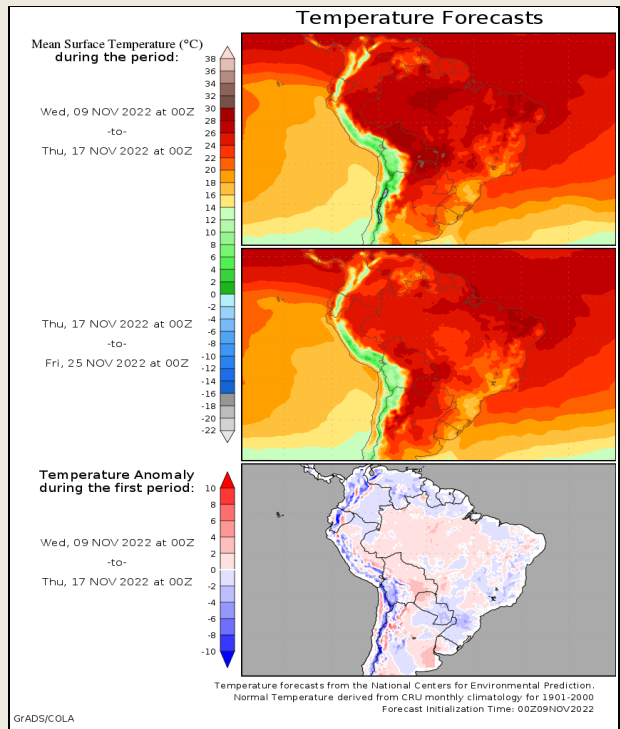 Temperature Forecasts
Mean Surface Temperature (°C)
during the period:
38
36
34
32
30
28
26
24
22
20
18
16
14
12
10
8
6
4
2
0
-2
-4
-6
-8
-10
-12
-14
-16
-18
-20
-22
Wed, 09 NOV 2022 at 00Z
-to-
Thu, 17 NOV 2022 at 00Z
Thu, 17 NOV 2022 at 00Z
-to-
Fri, 25 NOV 2022 at 00Z
Temperature Anomaly
during the first period:
10
8
6
4
2
0
-2
-4
-6
-8
-10
Wed, 09 NOV 2022 at 00Z
-to-
Thu, 17 NOV 2022 at 00Z
Temperature forecasts from the National Centers for Environmental Prediction.
Normal Temperature derived from CRU monthly climatology for 1901-2000
Forecast Initialization Time: 00Z09NOV2022
GrADS/COLA